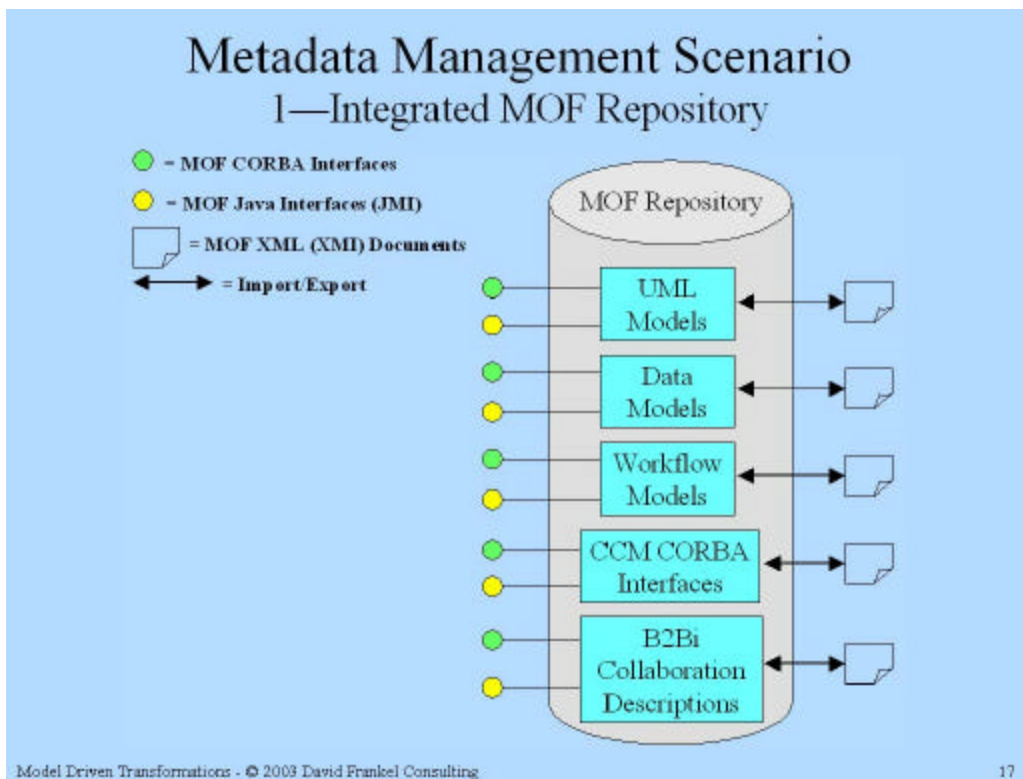 Metadata Management Scenario
1—Integrated MOF Repository
= MOF CORBA Interfaces
= MOF Java Interfaces (JMI)
= MOF XML (XMI) Documents
= Import/Export
MOF Repository
UML
Models
Data
Models
Workflow
Models
CCM CORBA
Interfaces
B2Bi
Collaboration
Descriptions
Model Driven Transformations - © 2003 David Frankel Consulting
17